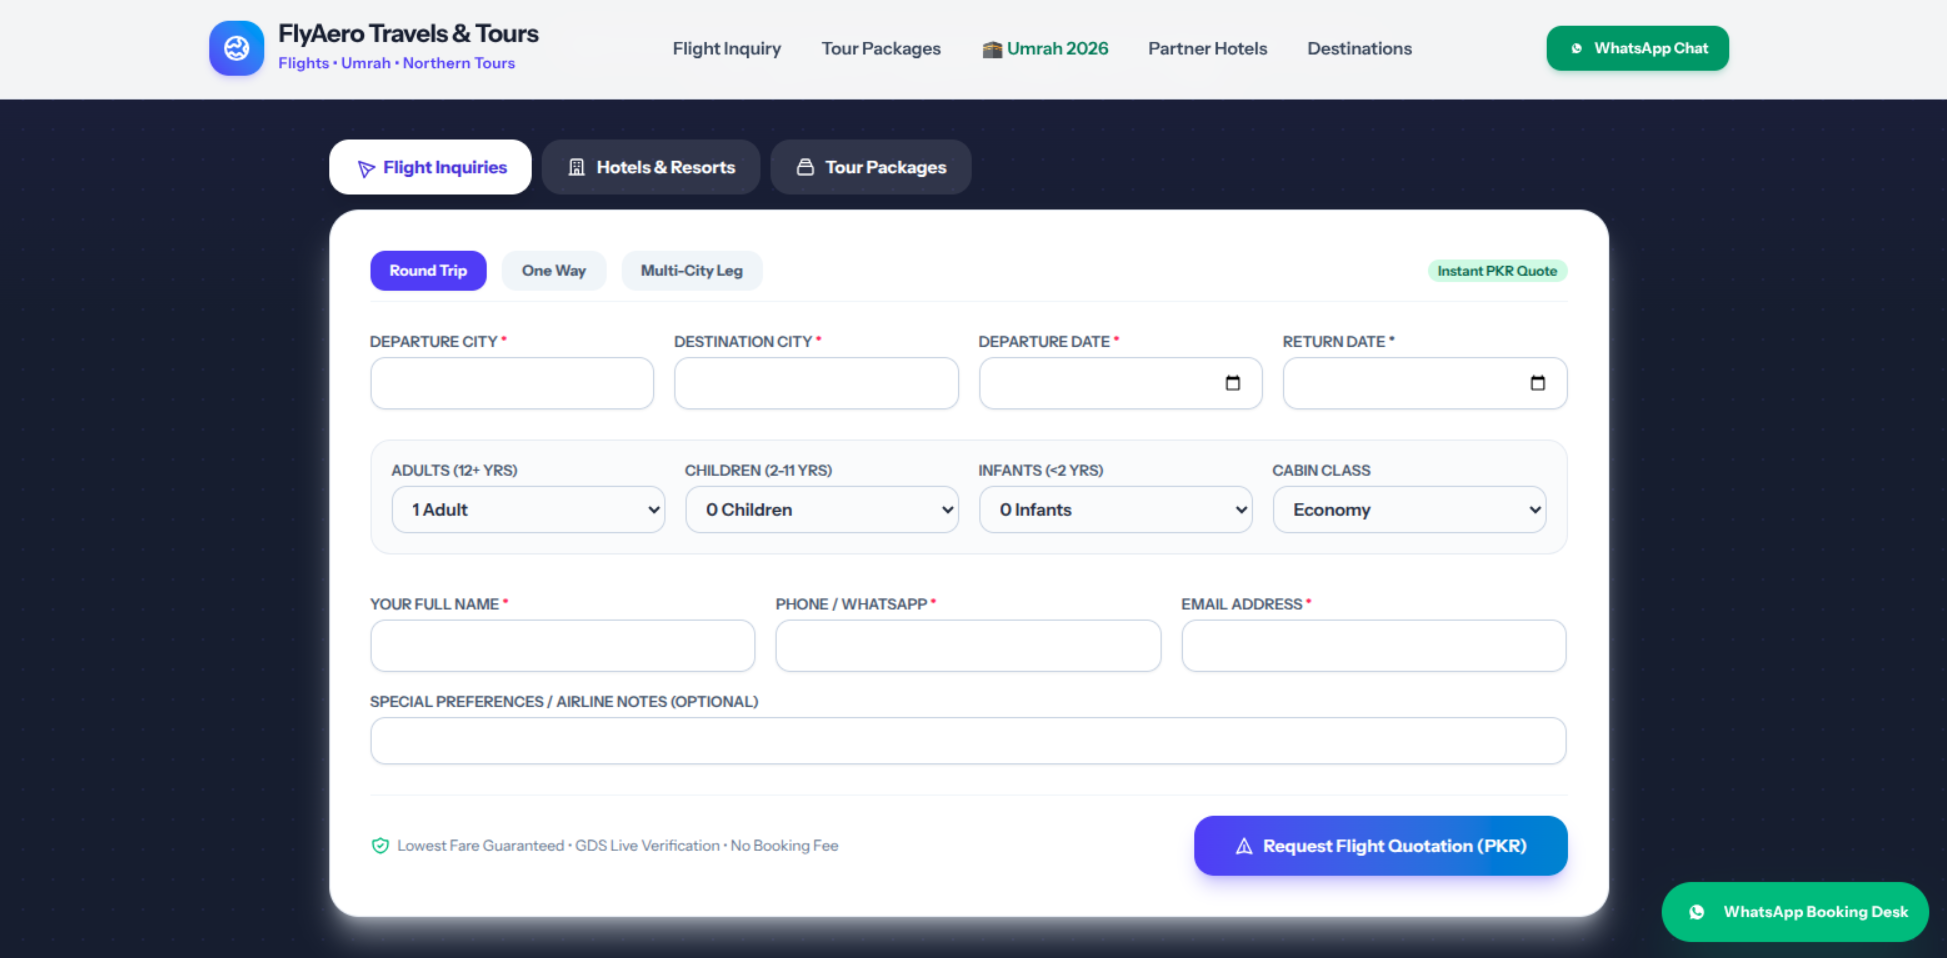 FlyAero Travels & Tours
Flights • Umrah • Northern Tours
Flight Inquiry
Tour Packages
Umrah 2026
Partner Hotels
Destinations
WhatsApp Chat
Flight Inquiries
Hotels & Resorts
Tour Packages
Round Trip
One Way
Multi-City Leg
Instant PKR Quote
DEPARTURE CITY *
DESTINATION CITY *
DEPARTURE DATE *
RETURN DATE *
ADULTS (12+ YRS)
CHILDREN (2-11 YRS)
INFANTS (<2 YRS)
CABIN CLASS
1 Adult
0 Children
0 Infants
Economy
YOUR FULL NAME *
PHONE / WHATSAPP *
EMAIL ADDRESS *
SPECIAL PREFERENCES / AIRLINE NOTES (OPTIONAL)
Lowest Fare Guaranteed • GDS Live Verification • No Booking Fee
Request Flight Quotation (PKR)
WhatsApp Booking Desk